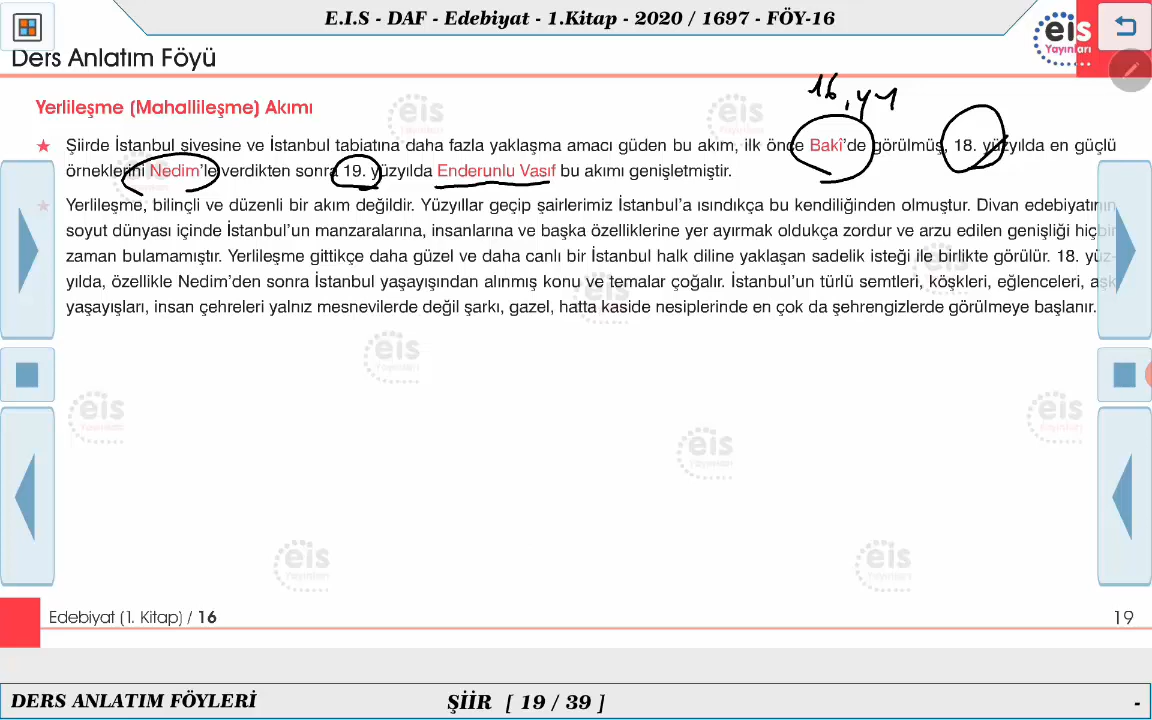 E.I.S - DAF - Edebiyat - 1.Kitap - 2020 / 1697 - FÖY-16
eis
Yayınları
Ders Anlatım Föyü
16. yy
Yerlileşme (Mahallileşme) Akımı
★ Şiirde İstanbul şivesine ve İstanbul tabiatına daha fazla yaklaşma amacı güden bu akım, ilk önce Bakî'de görülmüş, 18. yüzyılda en güçlü
örneklerini Nedim'le verdikten sonra 19. yüzyılda Enderunlu Vasıf bu akımı genişletmiştir.
★ Yerlileşme, bilinçli ve düzenli bir akım değildir. Yüzyıllar geçip şairlerimiz İstanbul'a ısındıkça bu kendiliğinden olmuştur. Divan edebiyatının
soyut dünyası içinde İstanbul'un manzaralarına, insanlarına ve başka özelliklerine yer ayırmak oldukça zordur ve arzu edilen genişliği hiçbir
zaman bulamamıştır. Yerlileşme gittikçe daha güzel ve daha canlı bir İstanbul halk diline yaklaşan sadelik isteği ile birlikte görülür. 18. yüz-
yılda, özellikle Nedim'den sonra İstanbul yaşayışından alınmış konu ve temalar çoğalır. İstanbul'un türlü semtleri, köşkleri, eğlenceleri, aşk
yaşayışları, insan çehreleri yalnız mesnevilerde değil şarkı, gazel, hatta kaside nesiplerinde en çok da şehrengizlerde görülmeye başlanır.
Edebiyat (1. Kitap) / 16
19
DERS ANLATIM FÖYLERİ
ŞİİR [ 19 / 39 ]
-